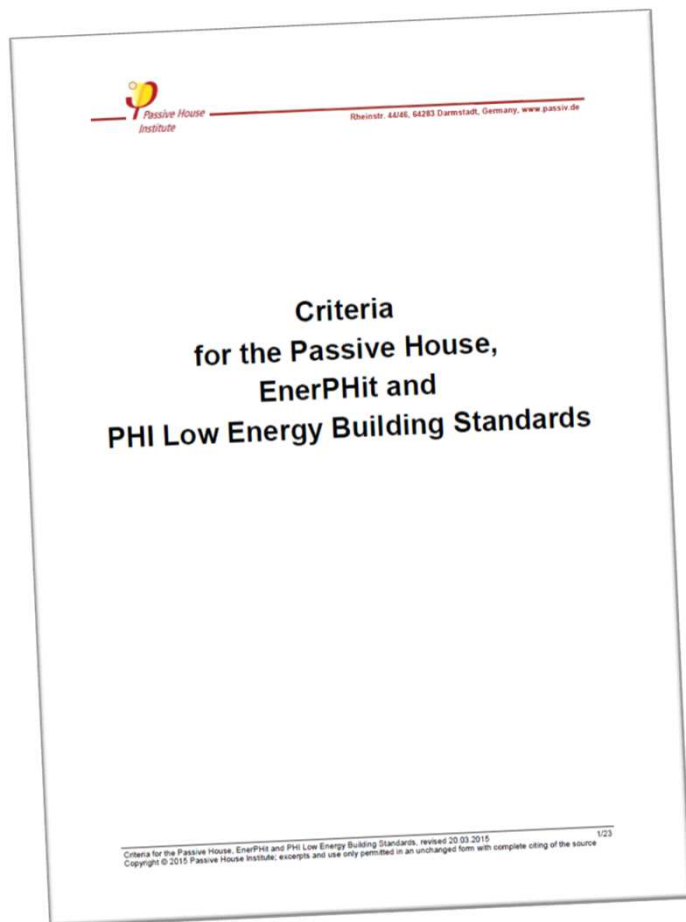 Passive House
Institute
Rheinstr. 44/46, 64283 Darmstadt, Germany, www.passiv.de
Criteria
for the Passive House,
EnerPHit and
PHI Low Energy Building Standards
Criteria for the Passive House, EnerPHit and PHI Low Energy Building Standards, revised 20.03.2015 1/23
Copyright © 2015 Passive House Institute; excerpts and use only permitted in an unchanged form with complete citing of the source